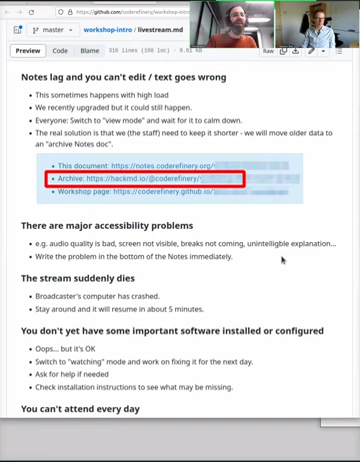 https://github.com/coderefinery/workshop-intro
master
workshop-intro / livestream.md
Preview
Code
Blame
316 lines (198 loc)
Notes lag and you can't edit / text goes wrong
• This sometimes happens with high load
• We recently upgraded but it could still happen.
• Everyone: Switch to "view mode" and wait for it to calm down.
• The real solution is that we (the staff) need to keep it shorter - we will move older data to
an "archive Notes doc".
• This document: https://notes.coderefinery.org/
• Archive: https://hackmd.io/@coderefinery/
• Workshop page: https://coderefinery.github.io/
There are major accessibility problems
• e.g. audio quality is bad, screen not visible, breaks not coming, unintelligble explanation...
• Write the problem in the bottom of the Notes immediately.
The stream suddenly dies
• Broadcaster's computer has crashed.
• Stay around and it will resume in about 5 minutes.
You don't yet have some important software installed or configured
• Oops... but it's OK
• Switch to "watching" mode and work on fixing it for the next day.
• Ask for help if needed
• Check installation instructions to see what may be missing.
You can't attend every day